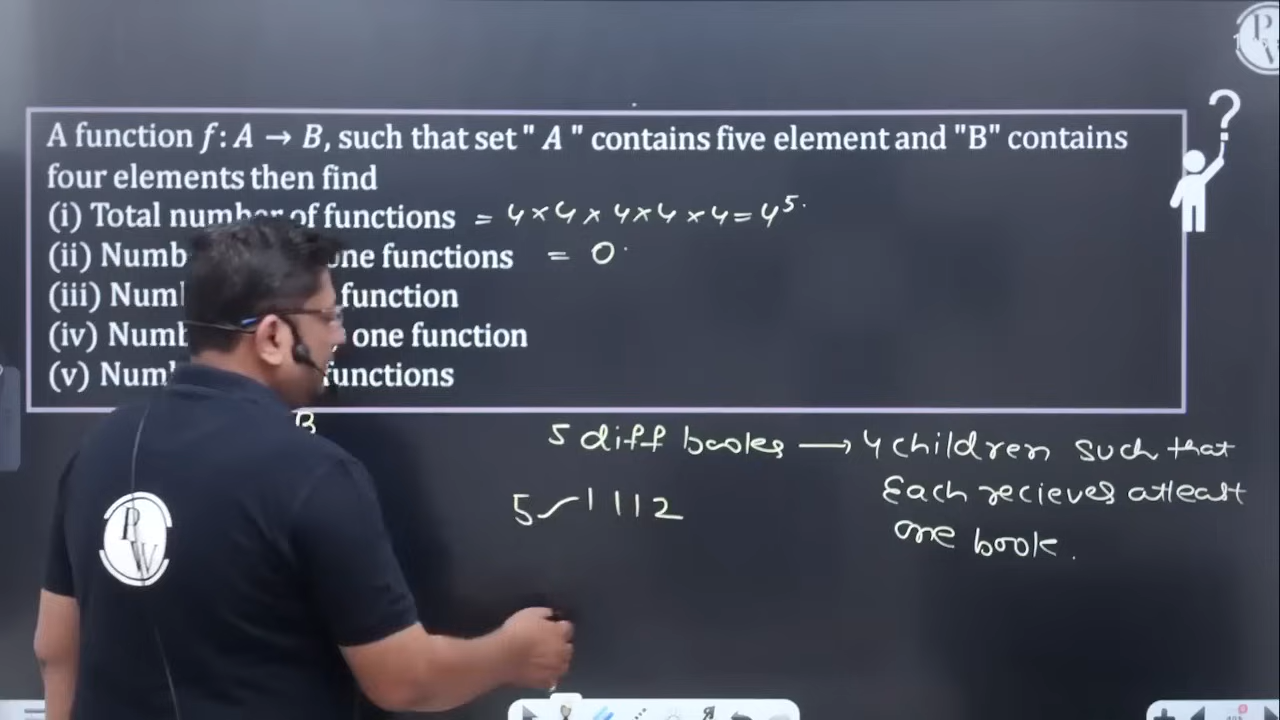 A function f: A → B, such that set " A " contains five element and "B" contains
four elements then find
(i) Total number of functions = 4×4×4×4×4=4⁵.
(ii) Numb one functions = 0.
(iii) Num function
(iv) Numb one function
(v) Num functions
B
5 diff books → 4 children such that
Each recieves atleast
one book.
5 1 1 1 2
P
W
P
W
?